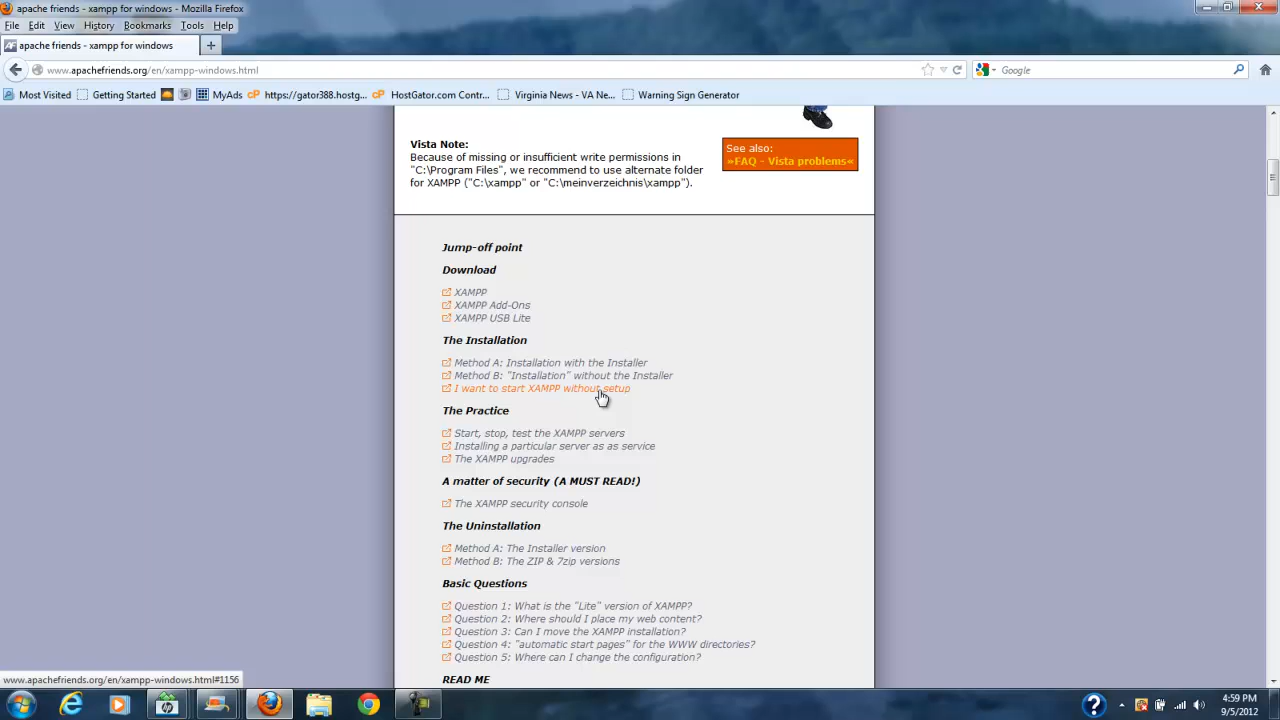 apache friends - xampp for windows - Mozilla Firefox
File Edit View History Bookmarks Tools Help
apache friends - xampp for windows
www.apachefriends.org/en/xampp-windows.html
Google
Most Visited Getting Started MyAds https://gator388.hostg... HostGator.com Contr... Virginia News - VA Ne... Warning Sign Generator
Vista Note:
Because of missing or insufficient write permissions in
"C:\Program Files", we recommend to use alternate folder
for XAMPP ("C:\xampp" or "C:\meinverzeichnis\xampp").
See also:
»FAQ - Vista problems«
Jump-off point
Download
XAMPP
XAMPP Add-Ons
XAMPP USB Lite
The Installation
Method A: Installation with the Installer
Method B: "Installation" without the Installer
I want to start XAMPP without setup
The Practice
Start, stop, test the XAMPP servers
Installing a particular server as as service
The XAMPP upgrades
A matter of security (A MUST READ!)
The XAMPP security console
The Uninstallation
Method A: The Installer version
Method B: The ZIP & 7zip versions
Basic Questions
Question 1: What is the "Lite" version of XAMPP?
Question 2: Where should I place my web content?
Question 3: Can I move the XAMPP installation?
Question 4: "automatic start pages" for the WWW directories?
Question 5: Where can I change the configuration?
READ ME
www.apachefriends.org/en/xampp-windows.html#1156
4:59 PM
9/5/2012